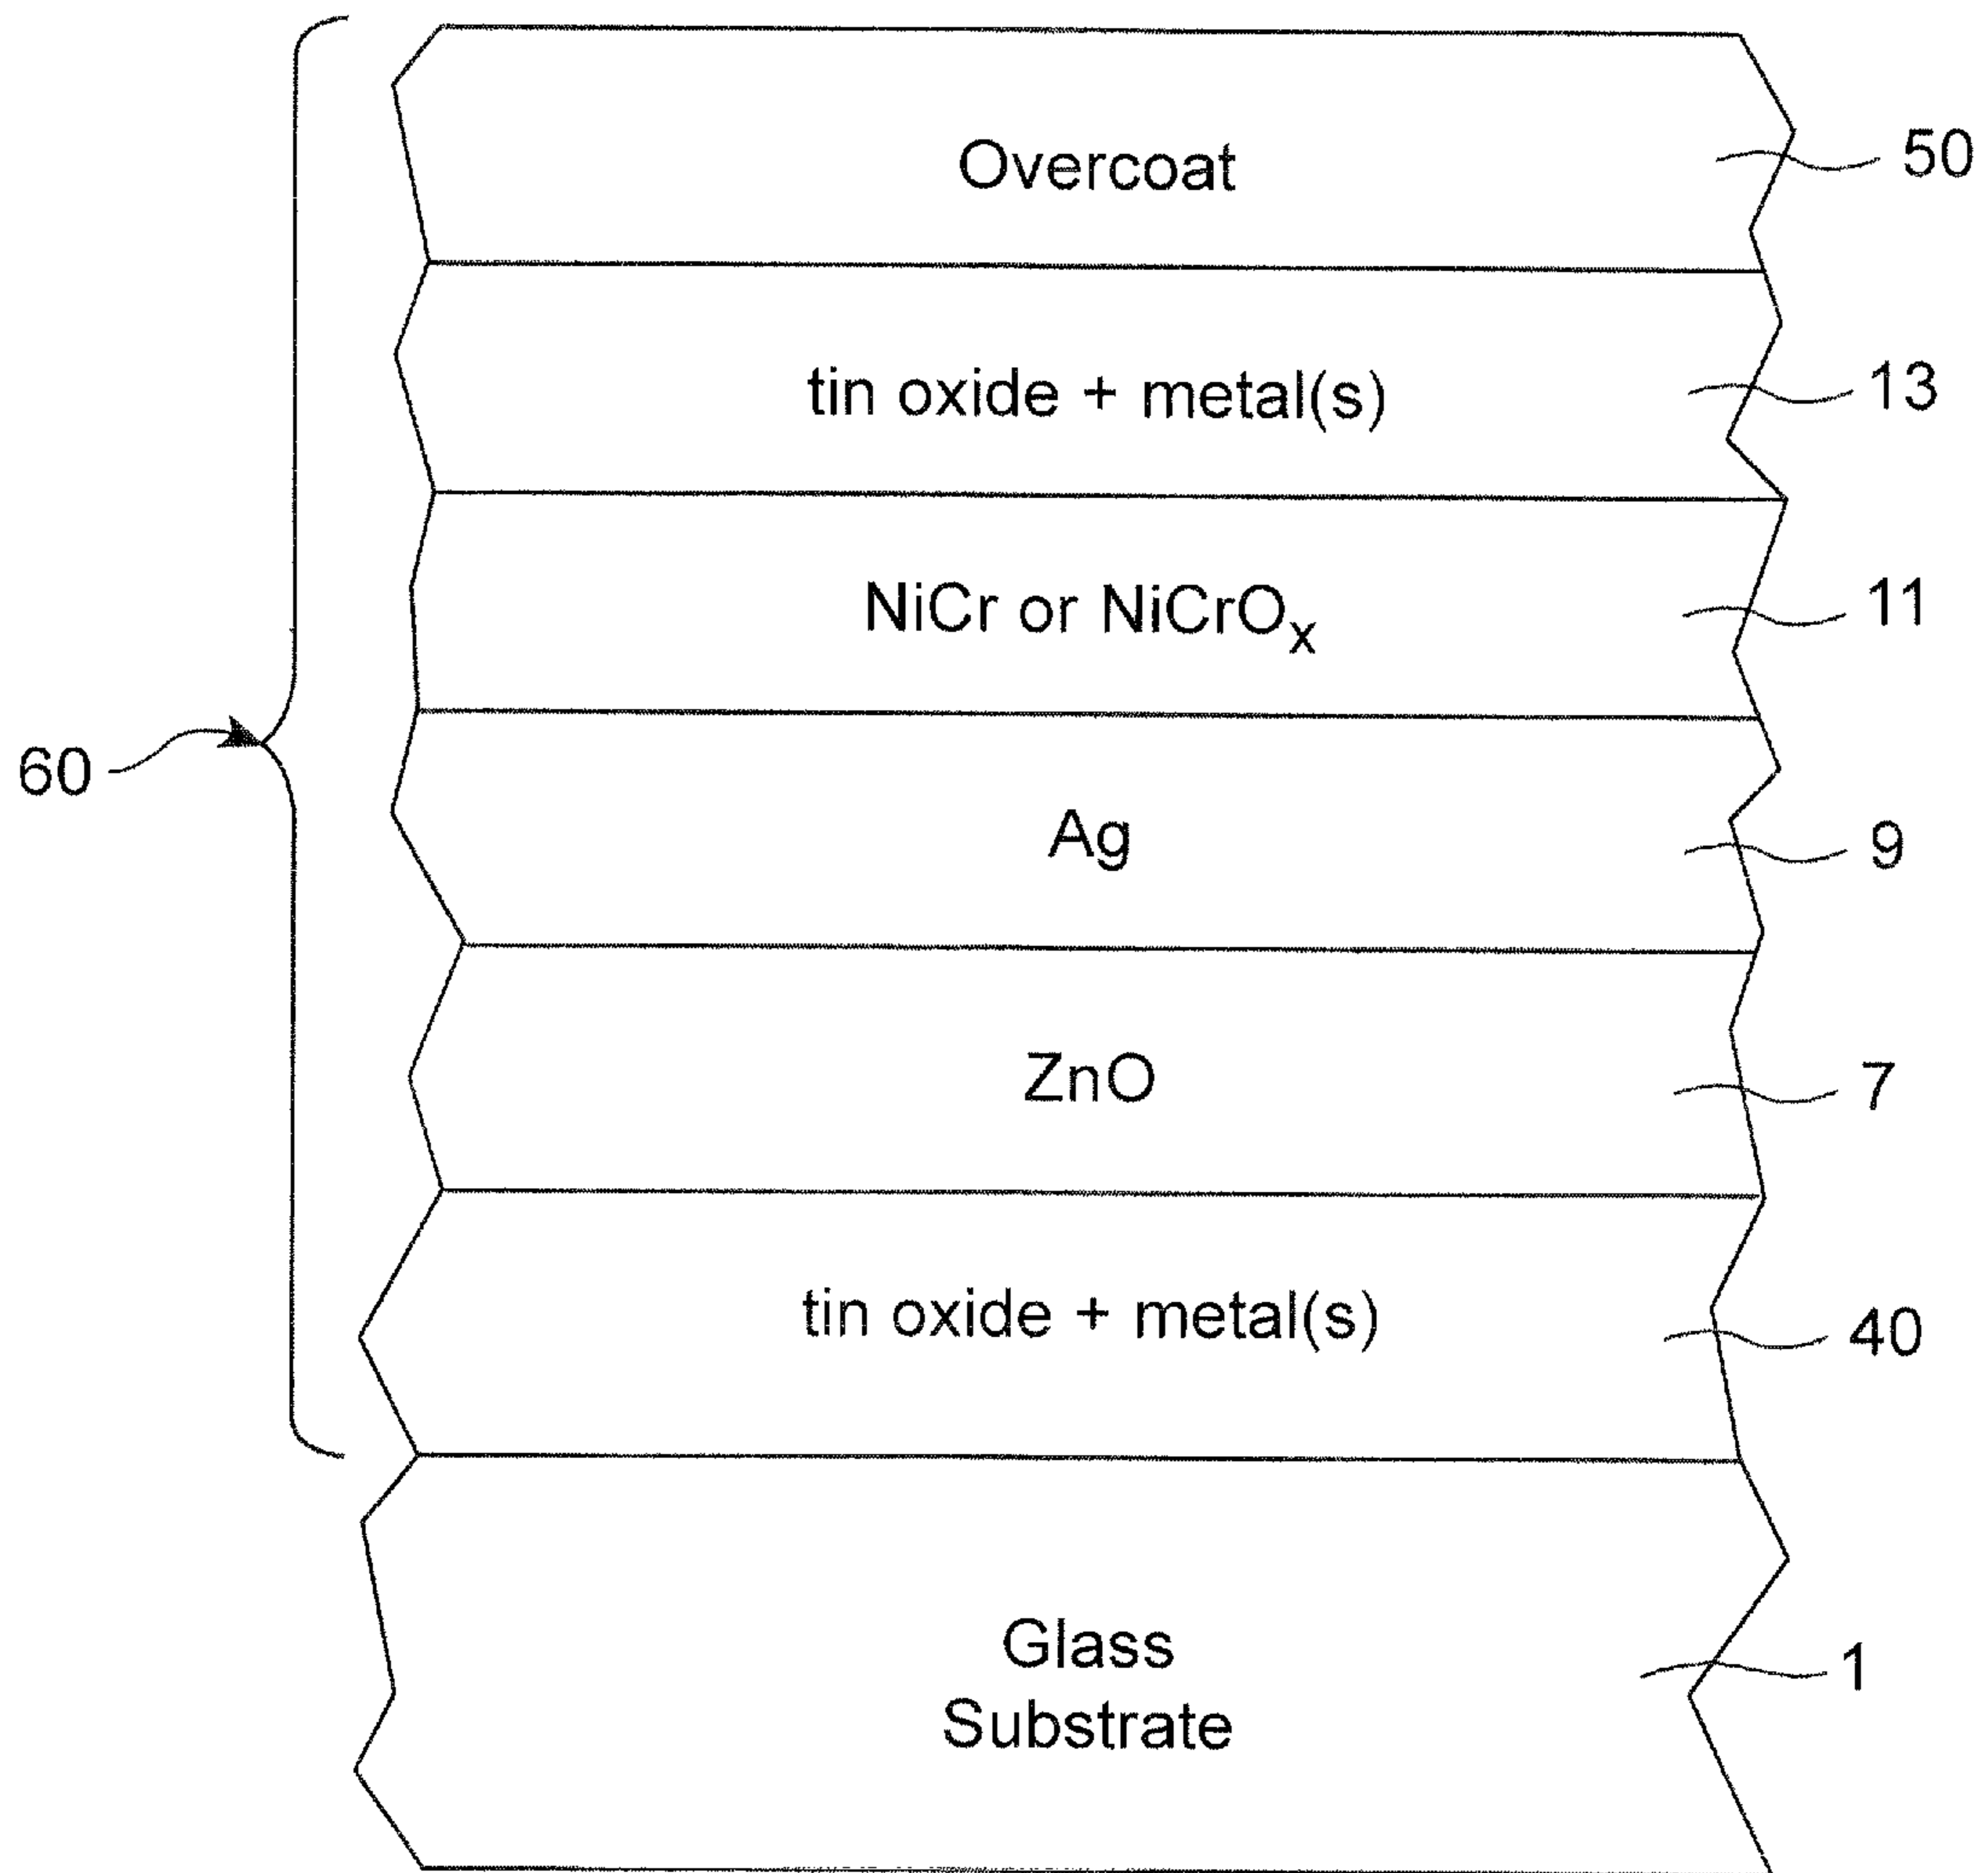 Overcoat 50
tin oxide + metal(s) 13
NiCr or NiCrOx 11
60
Ag 9
ZnO 7
tin oxide + metal(s) 40
Glass
Substrate 1